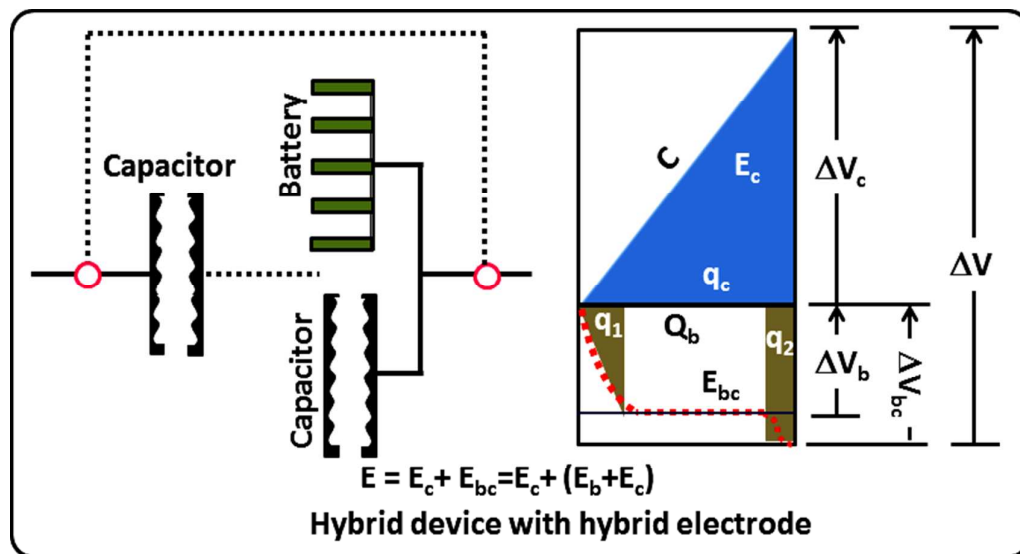 Capacitor
Battery
Capacitor
C
E_c
q_c
q_1
Q_b
q_2
E_bc
ΔV_c
ΔV
ΔV_b
ΔV_bc
E = E_c+ E_bc=E_c+ (E_b+E_c)
Hybrid device with hybrid electrode